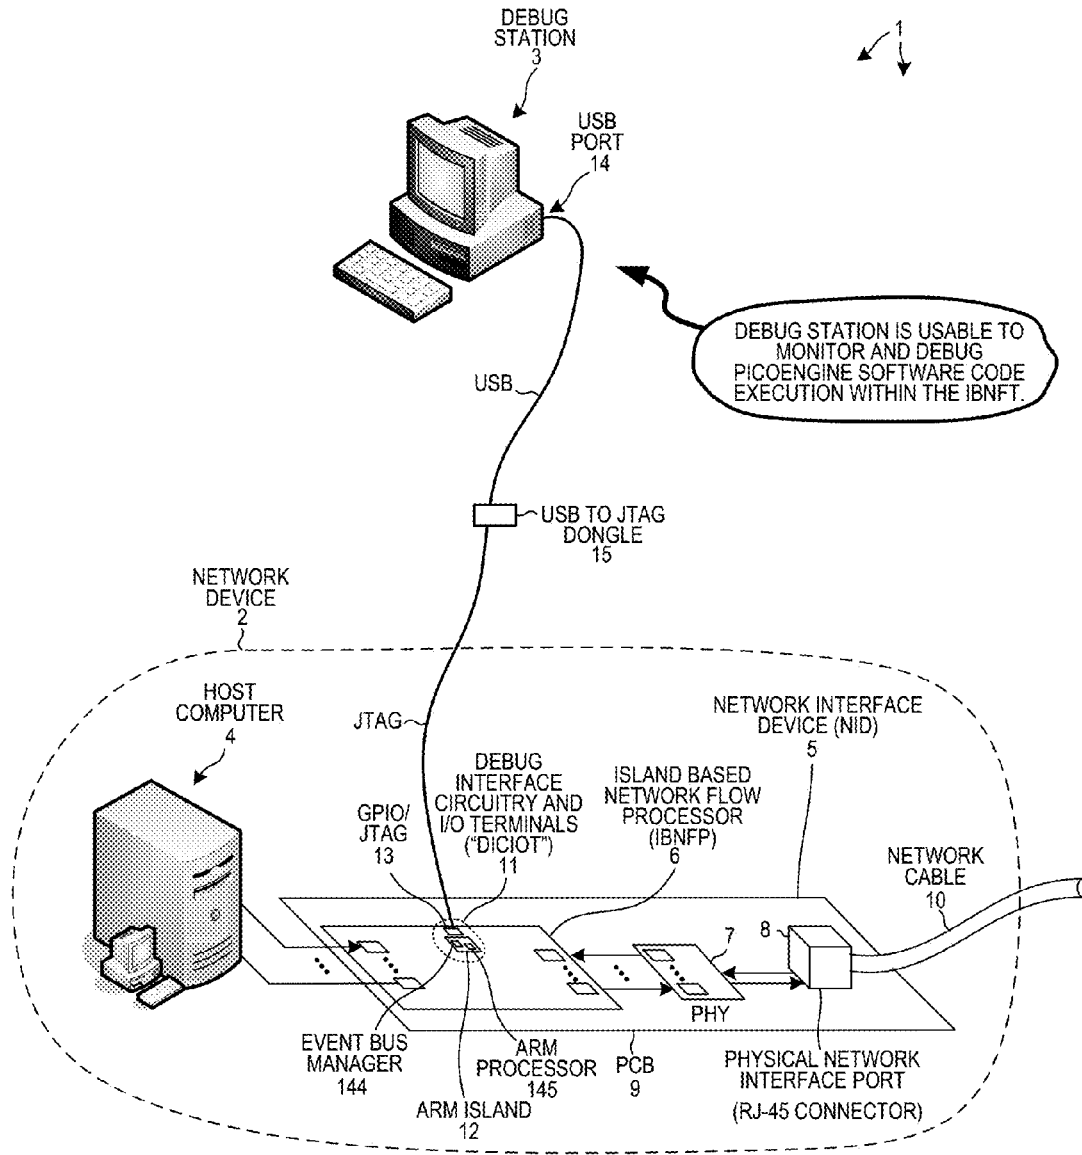 DEBUG
STATION
3
1
USB
PORT
14
DEBUG STATION IS USABLE TO
MONITOR AND DEBUG
PICOENGINE SOFTWARE CODE
EXECUTION WITHIN THE IBNFT.
USB
USB TO JTAG
DONGLE
15
NETWORK
DEVICE
2
HOST
COMPUTER
4
JTAG
NETWORK INTERFACE
DEVICE (NID)
5
DEBUG
INTERFACE
CIRCUITRY AND
I/O TERMINALS
("DICIOT")
11
ISLAND BASED
NETWORK FLOW
PROCESSOR
(IBNFP)
6
GPIO/
JTAG
13
NETWORK
CABLE
10
7
8
PHY
EVENT BUS
MANAGER
144
ARM
PROCESSOR
145
ARM ISLAND
12
PCB
9
PHYSICAL NETWORK
INTERFACE PORT
(RJ-45 CONNECTOR)